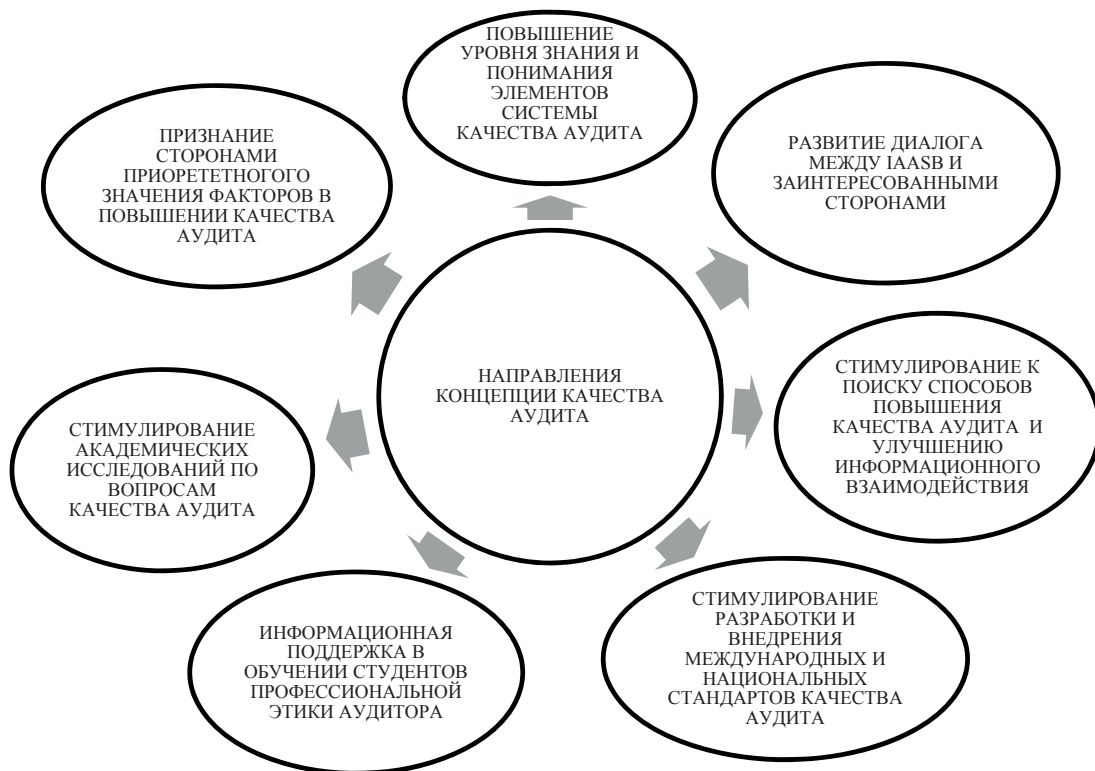 ПОВЫШЕНИЕ
УРОВНЯ ЗНАНИЯ И
ПОНИМАНИЯ
ЭЛЕМЕНТОВ
СИСТЕМЫ
КАЧЕСТВА АУДИТА
ПРИЗНАНИЕ
СТОРОНАМИ
ПРИОРЕТЕТНОГО
ЗНАЧЕНИЯ ФАКТОРОВ В
ПОВЫШЕНИИ КАЧЕСТВА
АУДИТА
РАЗВИТИЕ ДИАЛОГА
МЕЖДУ IAASB И
ЗАИНТЕРЕСОВАННЫМИ
СТОРОНАМИ
НАПРАВЛЕНИЯ
КОНЦЕПЦИИ КАЧЕСТВА
АУДИТА
СТИМУЛИРОВАНИЕ К
ПОИСКУ СПОСОБОВ
ПОВЫШЕНИЯ
КАЧЕСТВА АУДИТА И
УЛУЧШЕНИЮ
ИНФОРМАЦИОННОГО
ВЗАИМОДЕЙСТВИЯ
СТИМУЛИРОВАНИЕ
АКАДЕМИЧЕСКИХ
ИССЛЕДОВАНИЙ ПО
ВОПРОСАМ
КАЧЕСТВА АУДИТА
ИНФОРМАЦИОННАЯ
ПОДДЕРЖКА В
ОБУЧЕНИИ СТУДЕНТОВ
ПРОФЕССИОНАЛЬНОЙ
ЭТИКИ АУДИТОРА
СТИМУЛИРОВАНИЕ
РАЗРАБОТКИ И
ВНЕДРЕНИЯ
МЕЖДУНАРОДНЫХ И
НАЦИОНАЛЬНЫХ
СТАНДАРТОВ КАЧЕСТВА
АУДИТА